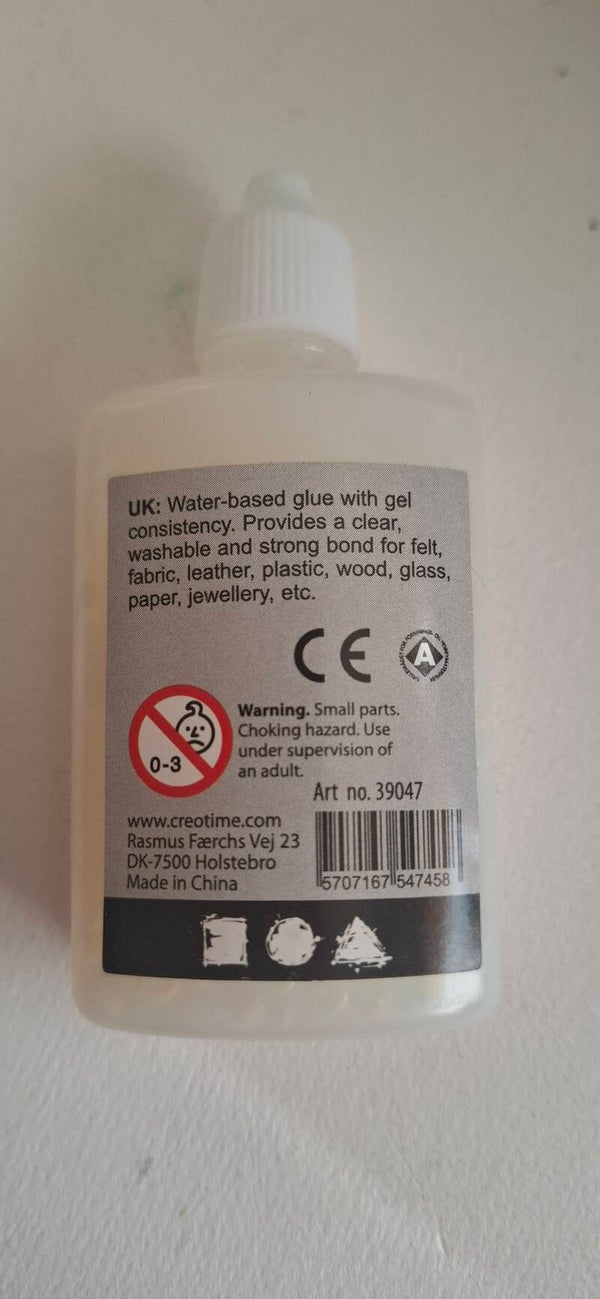 UK: Water-based glue with gel
consistency. Provides a clear,
washable and strong bond for felt,
fabric, leather, plastic, wood, glass,
paper, jewellery, etc.
CE
A
0-3
Warning. Small parts.
Choking hazard. Use
under supervision of
an adult.
Art no. 39047
www.creotime.com
Rasmus Færchs Vej 23
DK-7500 Holstebro
Made in China
5707167 547458